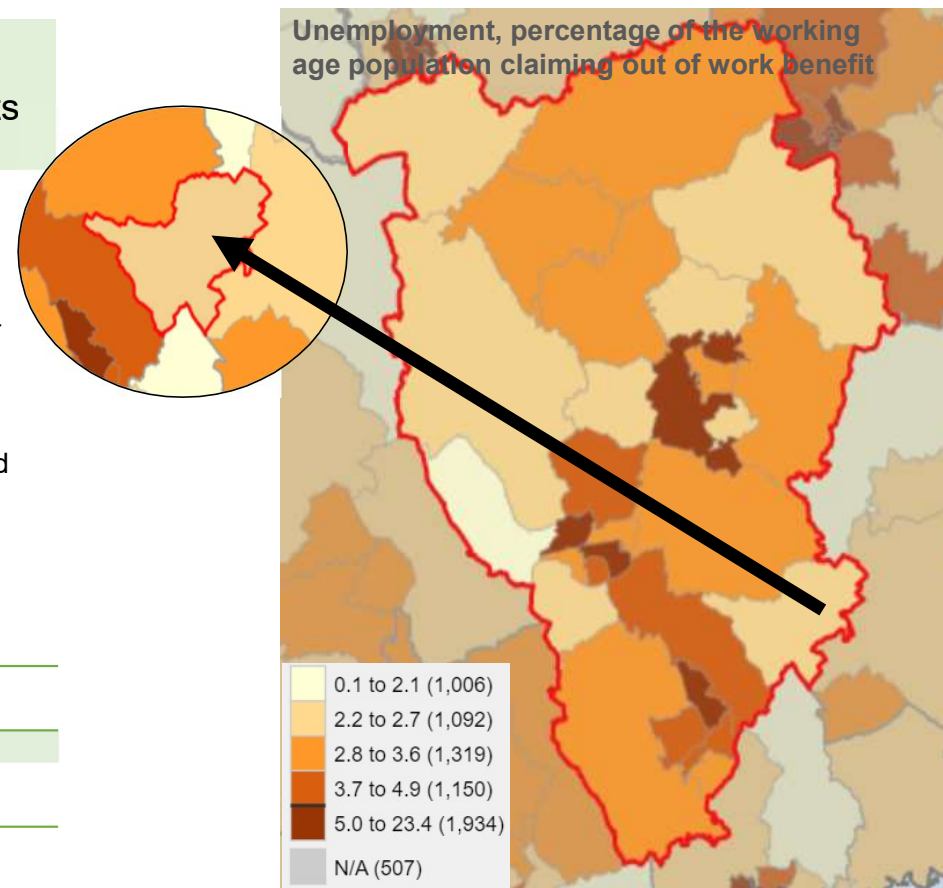 Unemployment, percentage of the working
age population claiming out of work benefit
0.1 to 2.1 (1,006)
2.2 to 2.7 (1,092)
2.8 to 3.6 (1,319)
3.7 to 4.9 (1,150)
5.0 to 23.4 (1,934)
N/A (507)